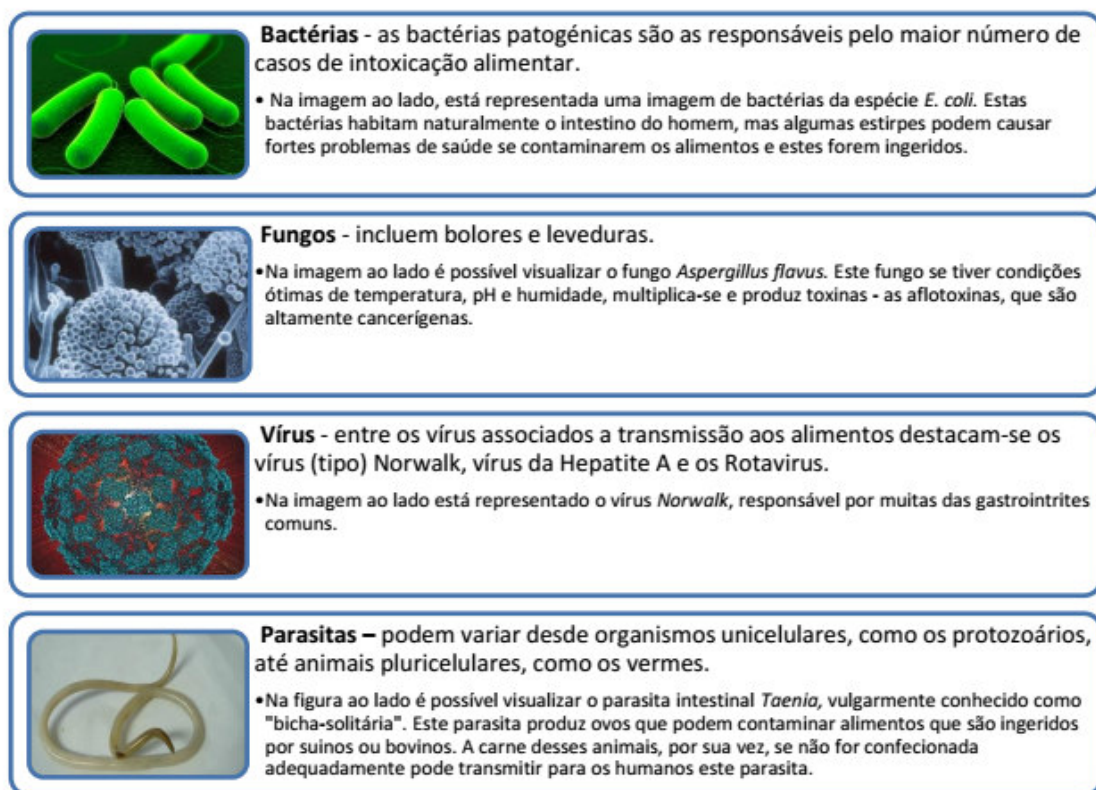 Bactérias - as bactérias patogénicas são as responsáveis pelo maior número de
casos de intoxicação alimentar.
• Na imagem ao lado, está representada uma imagem de bactérias da espécie E. coli. Estas
bactérias habitam naturalmente o intestino do homem, mas algumas estirpes podem causar
fortes problemas de saúde se contaminarem os alimentos e estes forem ingeridos.
Fungos - incluem bolores e leveduras.
•Na imagem ao lado é possível visualizar o fungo Aspergillus flavus. Este fungo se tiver condições
ótimas de temperatura, pH e humidade, multiplica-se e produz toxinas - as aflotoxinas, que são
altamente cancerígenas.
Vírus - entre os vírus associados a transmissão aos alimentos destacam-se os
vírus (tipo) Norwalk, vírus da Hepatite A e os Rotavirus.
•Na imagem ao lado está representado o vírus Norwalk, responsável por muitas das gastrointrites
comuns.
Parasitas – podem variar desde organismos unicelulares, como os protozoários,
até animais pluricelulares, como os vermes.
•Na figura ao lado é possível visualizar o parasita intestinal Taenia, vulgarmente conhecido como
"bicha-solitária". Este parasita produz ovos que podem contaminar alimentos que são ingeridos
por suinos ou bovinos. A carne desses animais, por sua vez, se não for confecionada
adequadamente pode transmitir para os humanos este parasita.